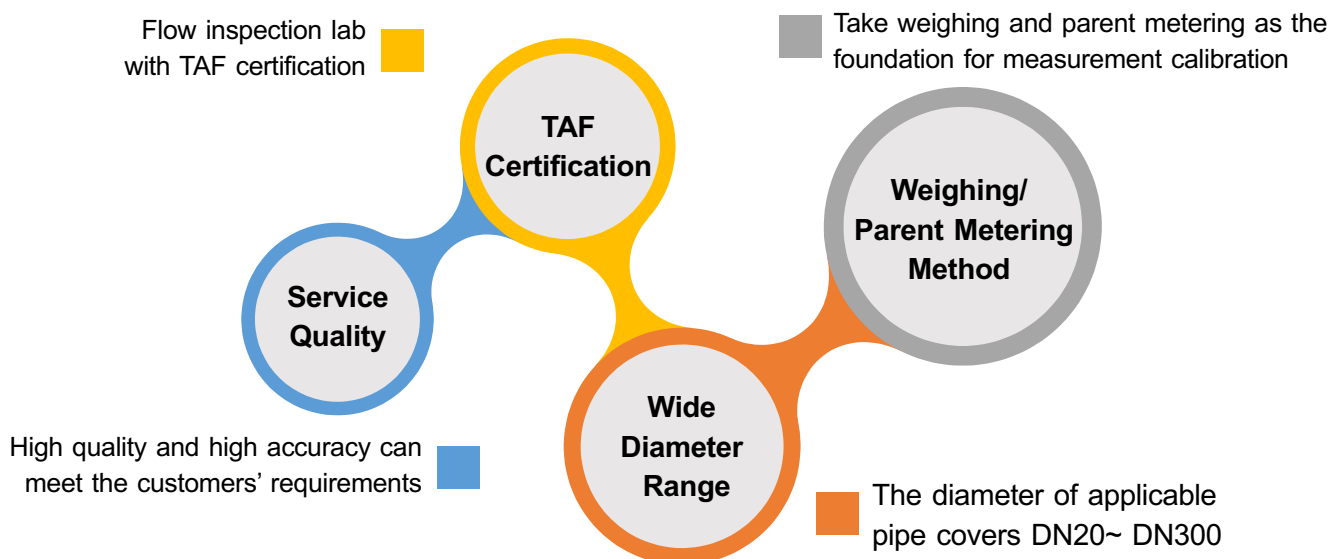 Flow inspection lab
with TAF certification
Take weighing and parent metering as the
foundation for measurement calibration
TAF
Certification
Weighing/
Parent Metering
Method
Service
Quality
Wide
Diameter
Range
High quality and high accuracy can
meet the customers’ requirements
The diameter of applicable
pipe covers DN20~ DN300